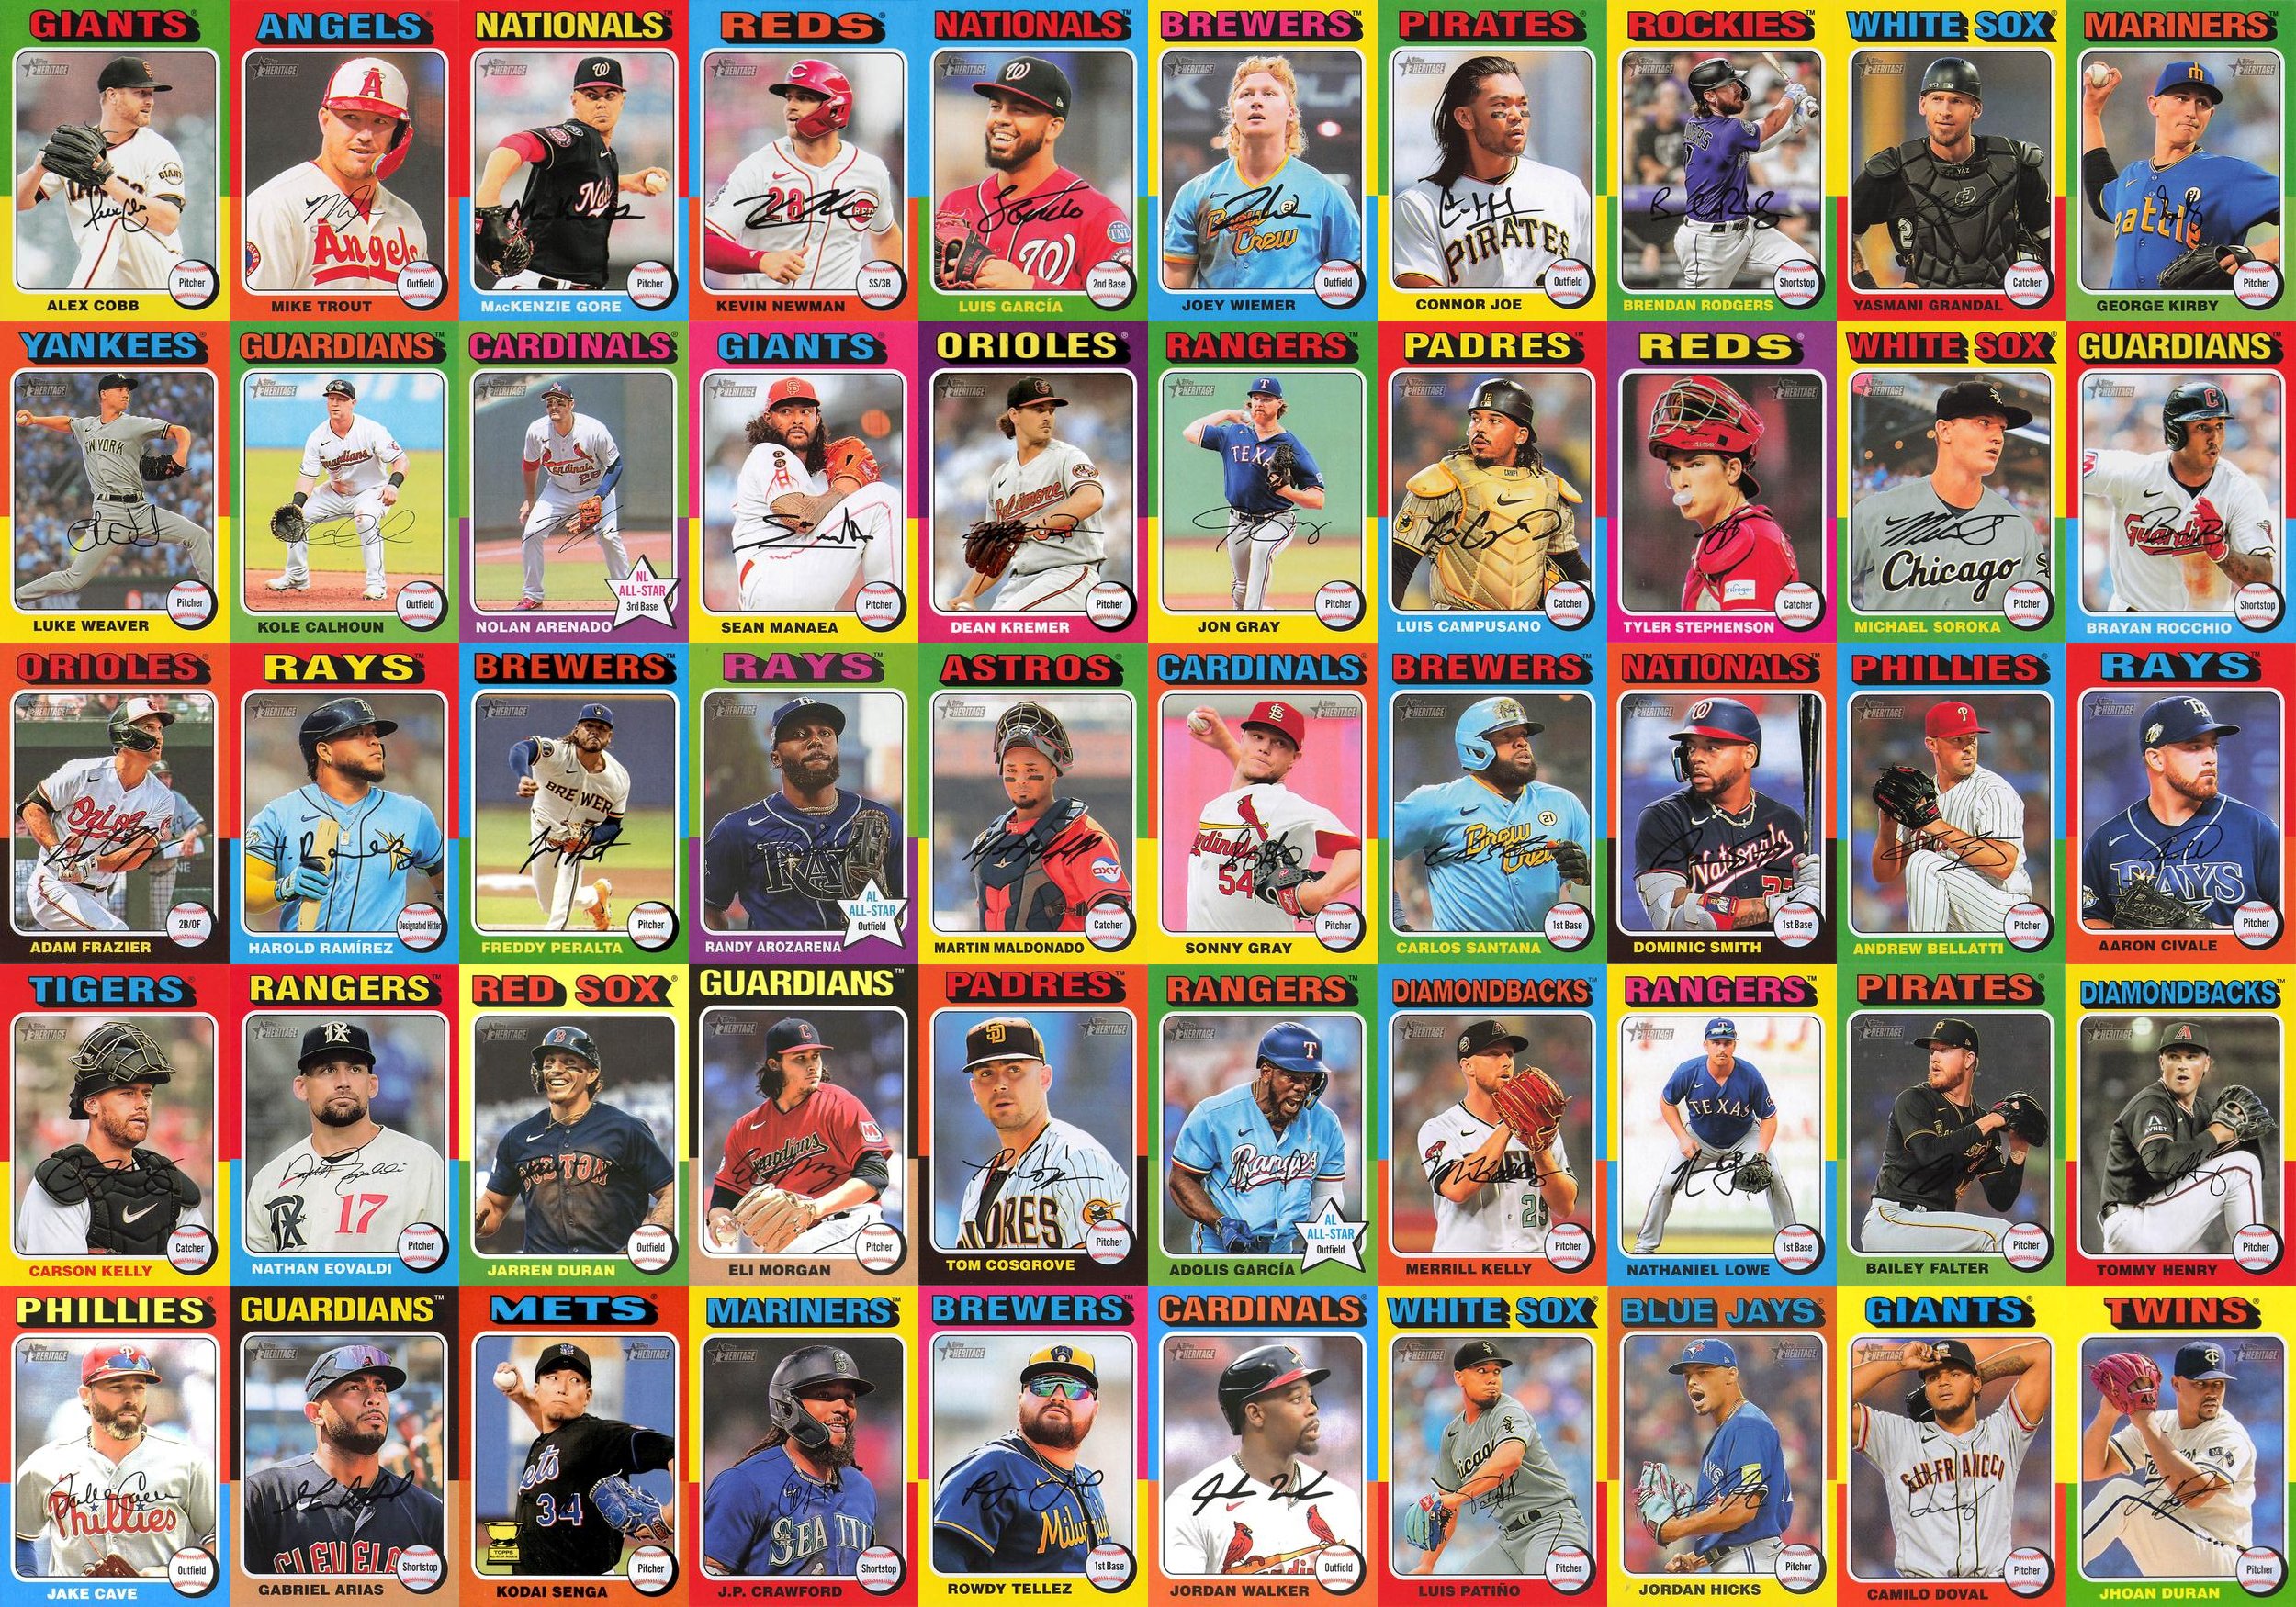 GIANTS ANGELS NATIONALS REDS NATIONALS BREWERS PIRATES ROCKIES WHITE SOX MARINERS
Pitcher Outfield Pitcher SS/3B 2nd Base Outfield Outfield Shortstop Catcher Pitcher
ALEX COBB MIKE TROUT MacKENZIE GORE KEVIN NEWMAN LUIS GARCÍA JOEY WIEMER CONNOR JOE BRENDAN RODGERS YASMANI GRANDAL GEORGE KIRBY
YANKEES GUARDIANS CARDINALS GIANTS ORIOLES RANGERS PADRES REDS WHITE SOX GUARDIANS
Pitcher Outfield NL ALL-STAR 3rd Base Pitcher Pitcher Pitcher Catcher Catcher Pitcher Shortstop
LUKE WEAVER KOLE CALHOUN NOLAN ARENADO SEAN MANAEA DEAN KREMER JON GRAY LUIS CAMPUSANO TYLER STEPHENSON MICHAEL SOROKA BRAYAN ROCCHIO
ORIOLES RAYS BREWERS RAYS ASTROS CARDINALS BREWERS NATIONALS PHILLIES RAYS
2B/OF Designated Hitter Pitcher AL ALL-STAR Outfield Catcher Pitcher 1st Base 1st Base Pitcher Pitcher
ADAM FRAZIER HAROLD RAMÍREZ FREDDY PERALTA RANDY AROZARENA MARTIN MALDONADO SONNY GRAY CARLOS SANTANA DOMINIC SMITH ANDREW BELLATTI AARON CIVALE
TIGERS RANGERS RED SOX GUARDIANS PADRES RANGERS DIAMONDBACKS RANGERS PIRATES DIAMONDBACKS
Catcher Pitcher Outfield Pitcher Pitcher AL ALL-STAR Outfield Pitcher 1st Base Pitcher Pitcher
CARSON KELLY NATHAN EOVALDI JARREN DURAN ELI MORGAN TOM COSGROVE ADOLIS GARCÍA MERRILL KELLY NATHANIEL LOWE BAILEY FALTER TOMMY HENRY
PHILLIES GUARDIANS METS MARINERS BREWERS CARDINALS WHITE SOX BLUE JAYS GIANTS TWINS
Outfield Shortstop Pitcher Shortstop 1st Base Outfield Pitcher Pitcher Pitcher Pitcher
JAKE CAVE GABRIEL ARIAS KODAI SENGA J.P. CRAWFORD ROWDY TELLEZ JORDAN WALKER LUIS PATIÑO JORDAN HICKS CAMILO DOVAL JHOAN DURAN